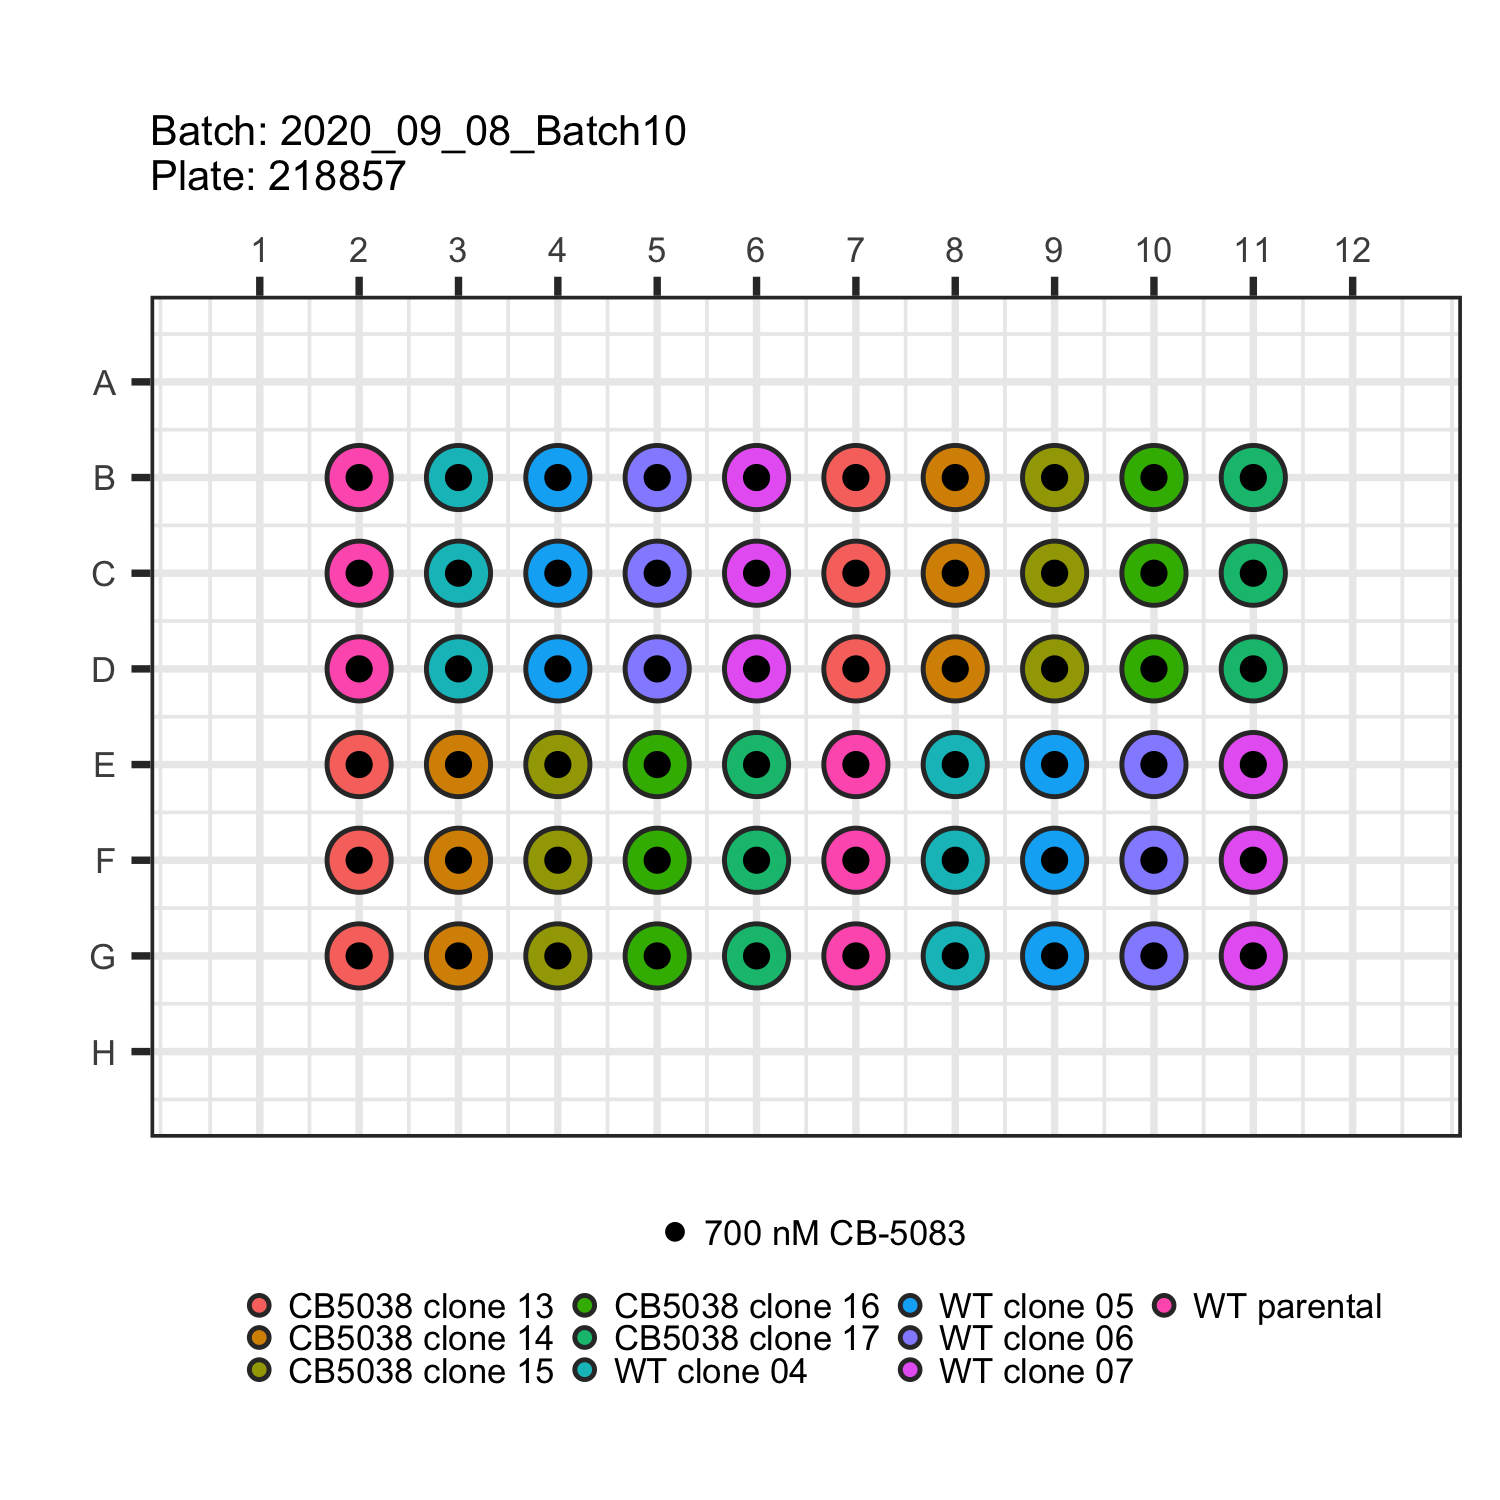 Batch: 2020_09_08_Batch10
Plate: 218857
1 2 3 4 5 6 7 8 9 10 11 12
A
B
C
D
E
F
G
H
700 nM CB-5083
CB5038 clone 13 CB5038 clone 16 WT clone 05 WT parental
CB5038 clone 14 CB5038 clone 17 WT clone 06
CB5038 clone 15 WT clone 04 WT clone 07